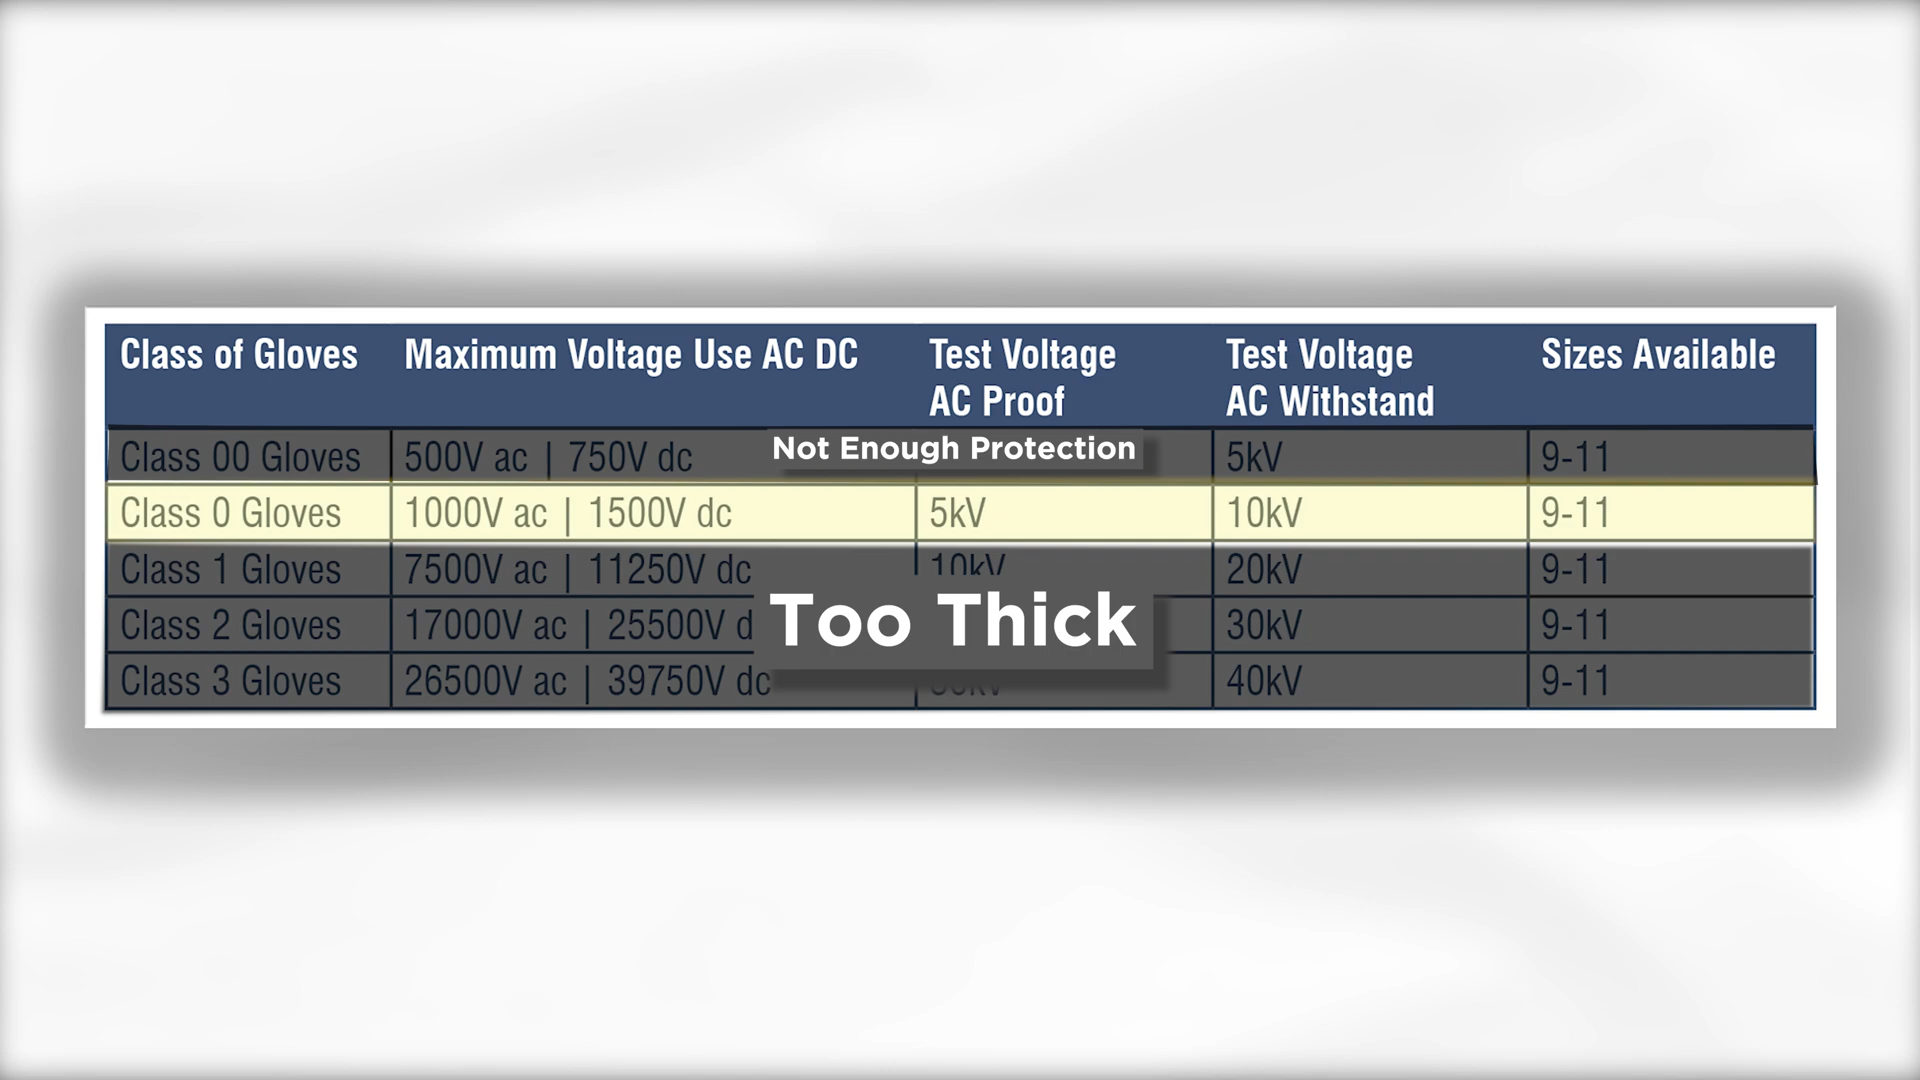 Class of Gloves Maximum Voltage Use AC DC Test Voltage AC Proof Test Voltage AC Withstand Sizes Available
Class 00 Gloves 500V ac | 750V dc Not Enough Protection 5kV 9-11
Class 0 Gloves 1000V ac | 1500V dc 5kV 10kV 9-11
Class 1 Gloves 7500V ac | 11250V dc 10kV 20kV 9-11
Class 2 Gloves 17000V ac | 25500V d Too Thick 30kV 9-11
Class 3 Gloves 26500V ac | 39750V dc 40kV 9-11